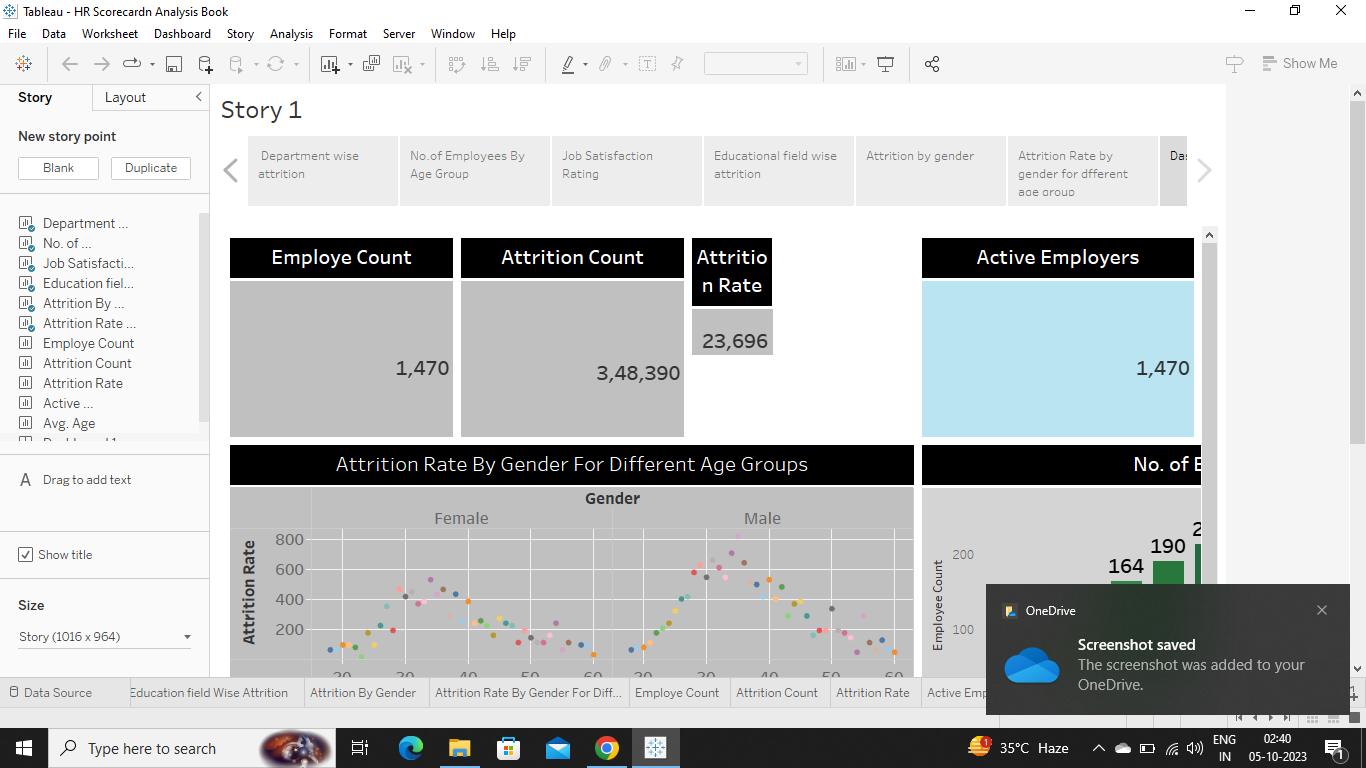 Tableau - HR Scorecardn Analysis Book
File Data Worksheet Dashboard Story Analysis Format Server Window Help
Show Me
Story Layout
New story point
Blank Duplicate
Department ...
No. of ...
Job Satisfacti...
Education fiel...
Attrition By ...
Attrition Rate ...
Employe Count
Attrition Count
Attrition Rate
Active ...
Avg. Age
A Drag to add text
Show title
Size
Story (1016 x 964)
Story 1
Department wise
attrition
No.of Employees By
Age Group
Job Satisfaction
Rating
Educational field wise
attrition
Attrition by gender
Attrition Rate by
gender for dfferent
age group
Das
Employe Count
1,470
Attrition Count
3,48,390
Attritio
n Rate
23,696
Active Employers
1,470
Attrition Rate By Gender For Different Age Groups
Gender
Female Male
Attrition Rate
800
600
400
200
20 30 40 50 60 20 30 40 50 60
No. of E
Employee Count
200
100
164 190 2
OneDrive
Screenshot saved
The screenshot was added to your
OneDrive.
Data Source Education field Wise Attrition Attrition By Gender Attrition Rate By Gender For Diff... Employe Count Attrition Count Attrition Rate Active Emp
Type here to search
1
35°C Haze
ENG
IN
02:40
05-10-2023
1